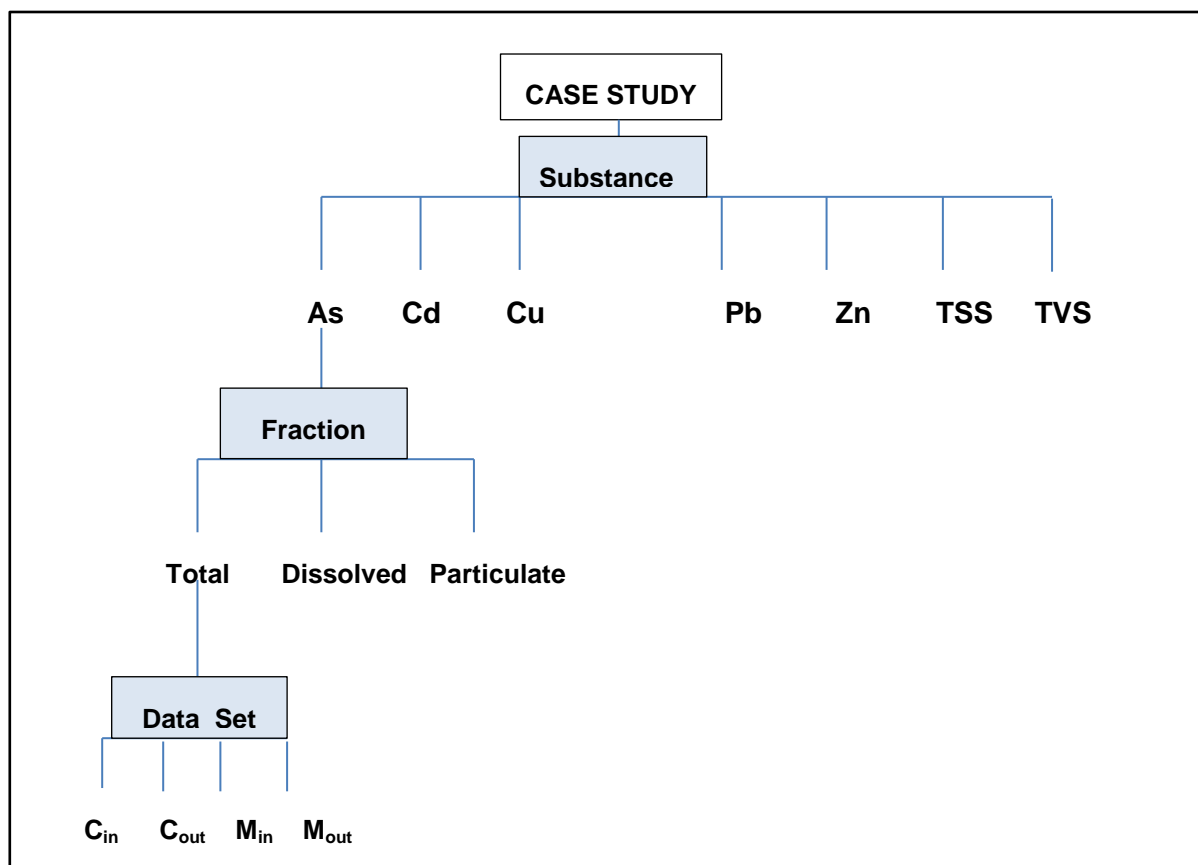 CASE STUDY
Substance
As Cd Cu Pb Zn TSS TVS
Fraction
Total Dissolved Particulate
Data Set
Cin Cout Min Mout